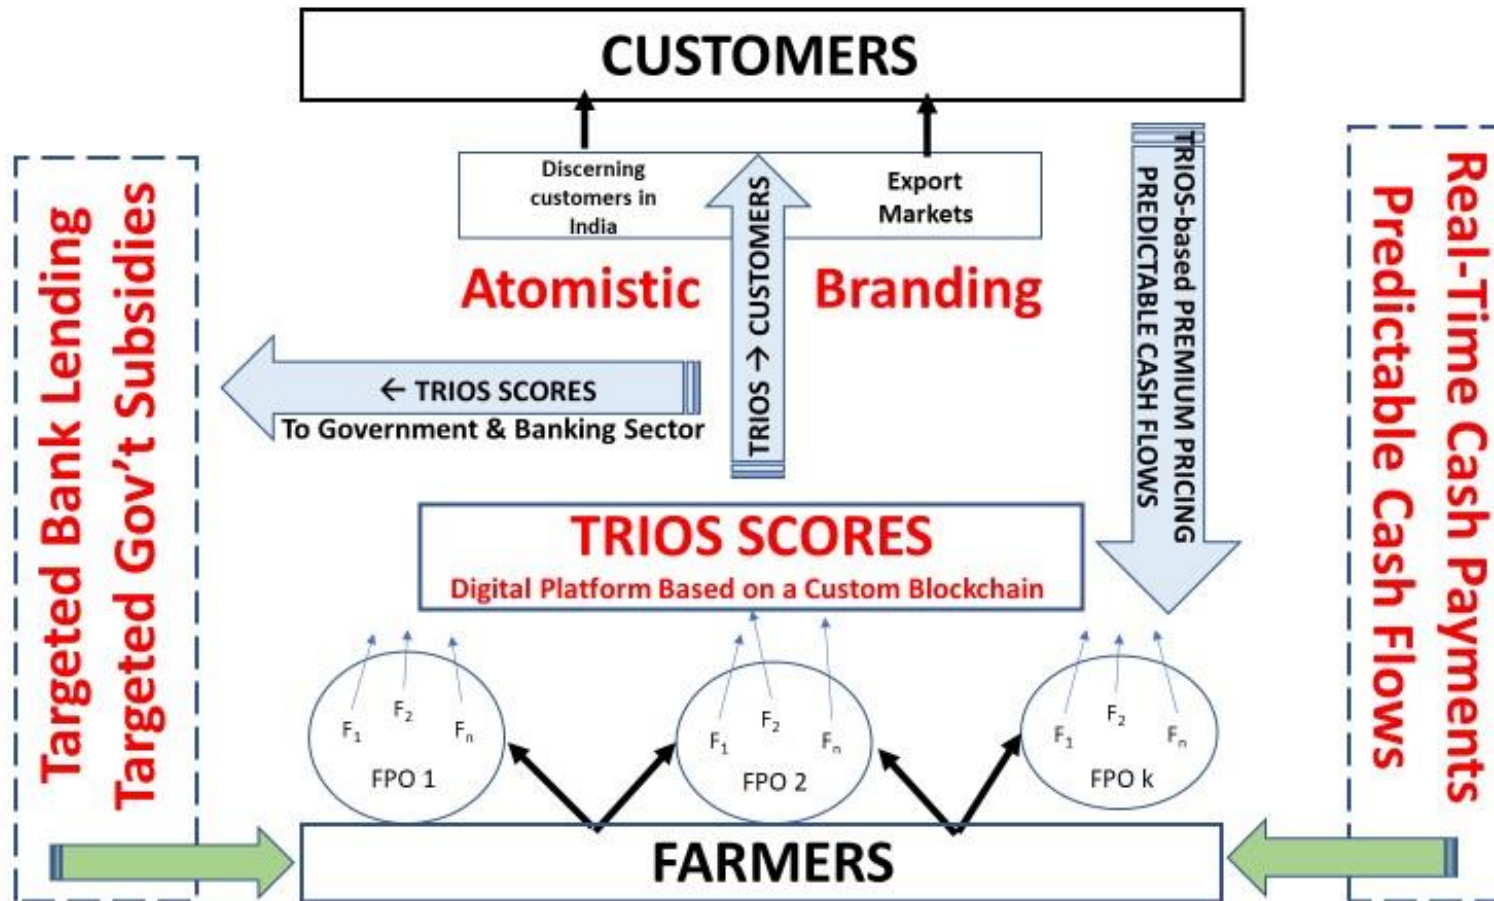 CUSTOMERS
Discerning
customers in
India
Export
Markets
Atomistic
Branding
TRIOS → CUSTOMERS
← TRIOS SCORES
To Government & Banking Sector
TRIOS-based PREMIUM PRICING
PREDICTABLE CASH FLOWS
Targeted Bank Lending
Targeted Gov't Subsidies
Real-Time Cash Payments
Predictable Cash Flows
TRIOS SCORES
Digital Platform Based on a Custom Blockchain
F₁ F₂ Fₙ
FPO 1
F₁ F₂ Fₙ
FPO 2
F₁ F₂ Fₙ
FPO k
FARMERS